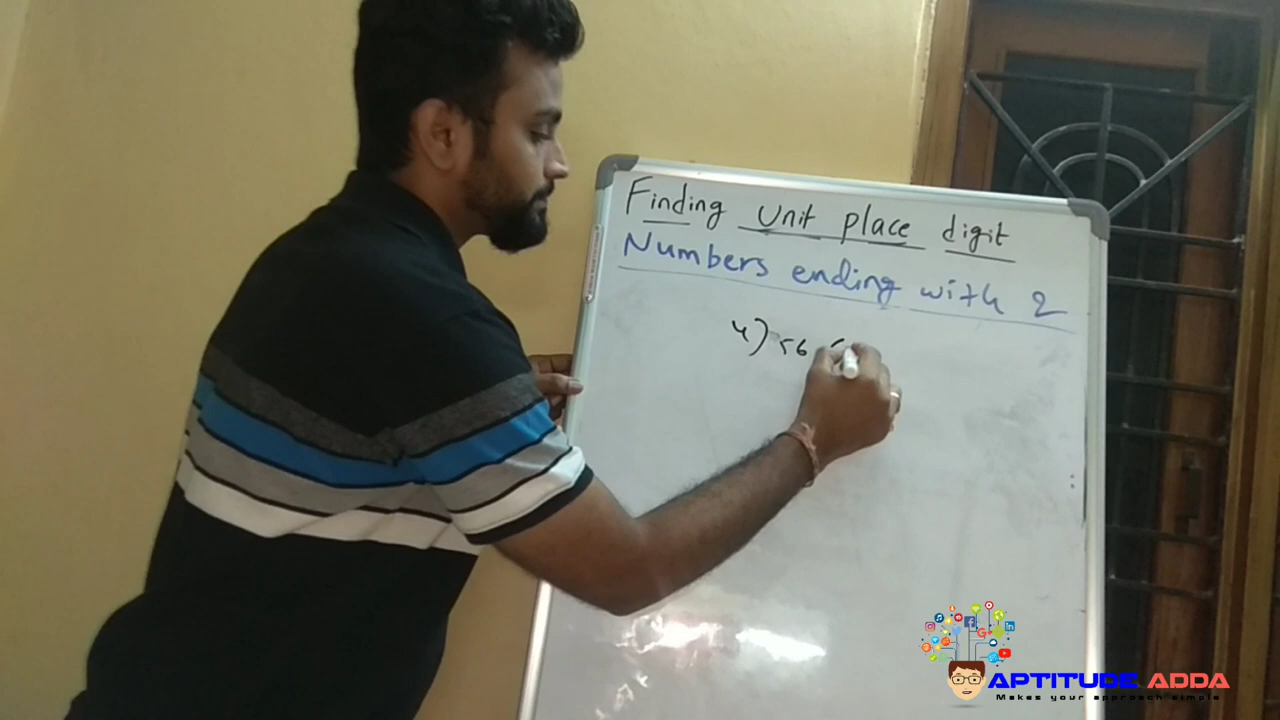 Finding Unit place digit
Numbers ending with 2
4) 56
APTITUDE ADDA
Makes your approach simple